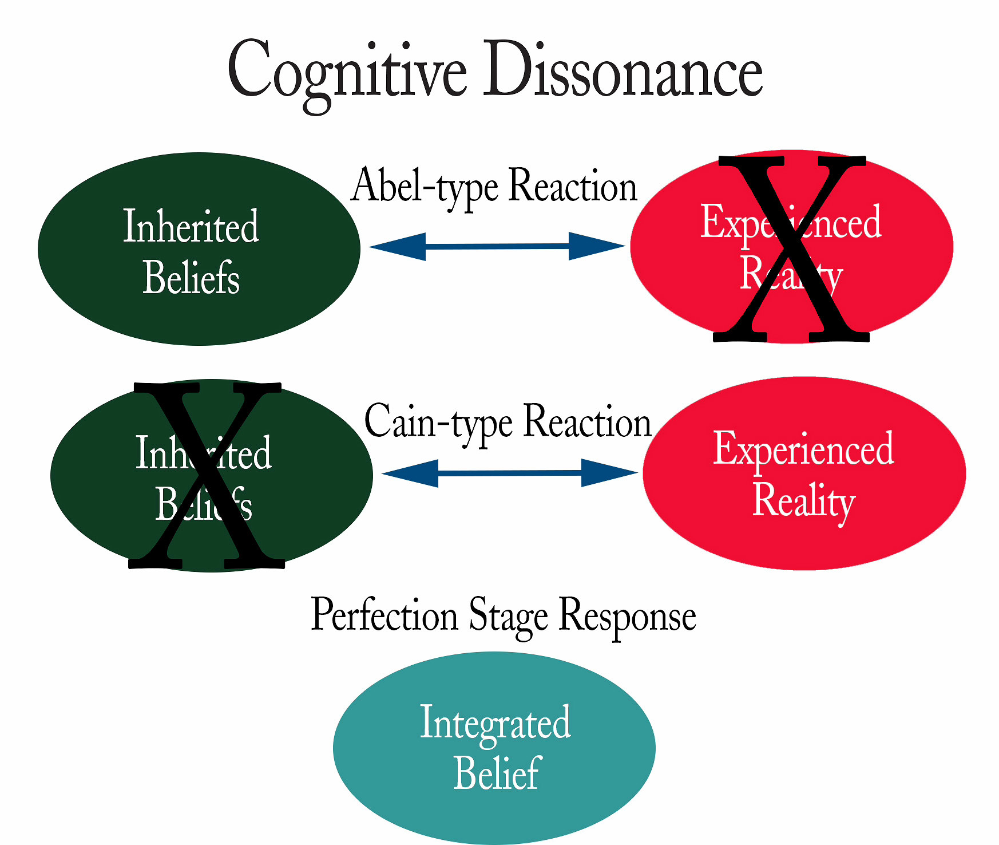 Cognitive Dissonance
Inherited
Beliefs
Abel-type Reaction
Experienced
Reality
X
X
Inherited
Beliefs
Cain-type Reaction
Experienced
Reality
Perfection Stage Response
Integrated
Belief